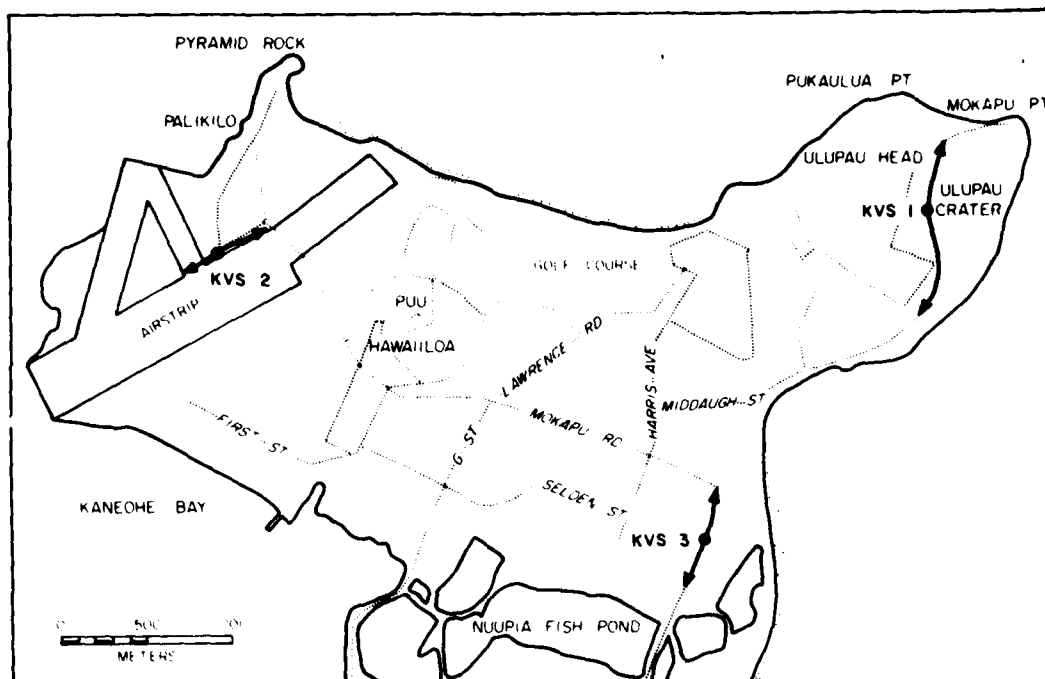 PYRAMID ROCK
PALIKILO
PUKAULUA PT
MOKAPU PT
ULUPAU HEAD
KVS 1
ULUPAU
CRATER
KVS 2
AIRSTRIP
GOLF COURSE
PUU
HAWAIILOA
LAWRENCE RD
HARRIS AVE
MIDDAUGH ST
MOKAPU RD
FIRST ST
G ST
SELDEN ST
KANEOHE BAY
KVS 3
NUUPIA FISH POND
0 500
METERS